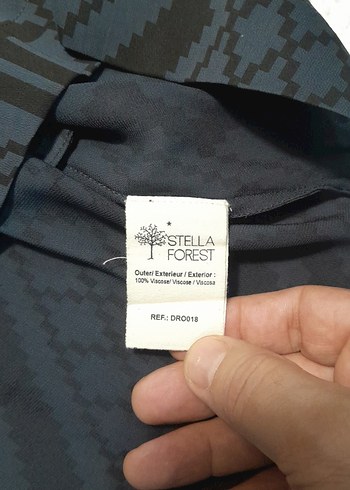 STELLA
FOREST
Outer/ Exterieur / Exterior :
100% Viscose/ Viscose / Viscosa
REF.: DRO018